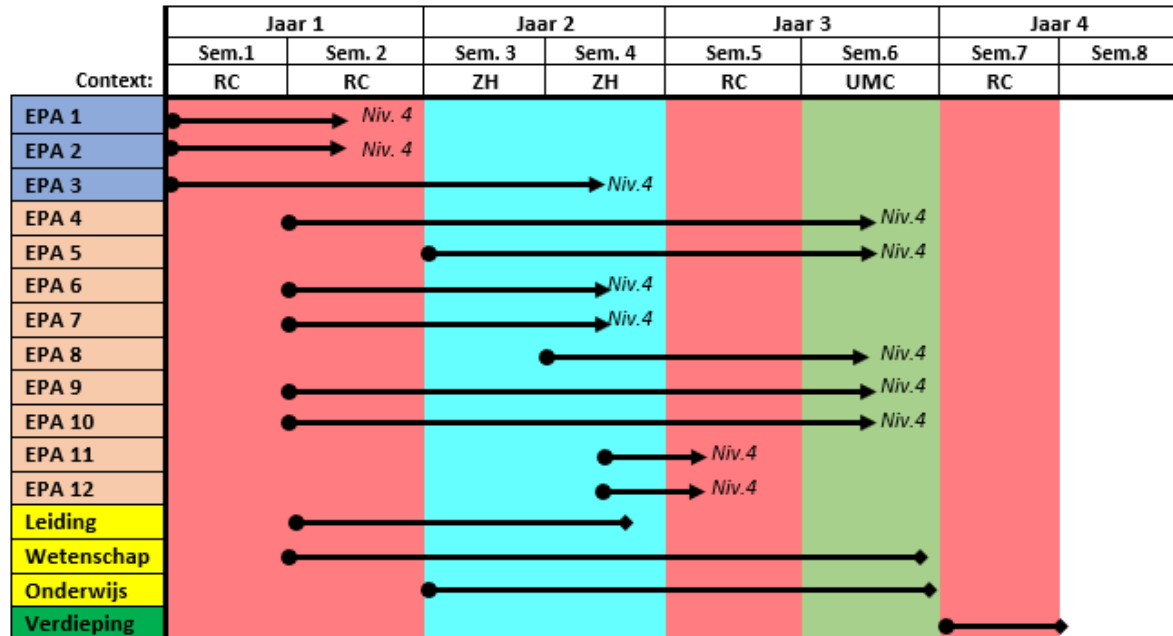 Jaar 1 Jaar 2 Jaar 3 Jaar 4
Sem.1 Sem. 2 Sem. 3 Sem. 4 Sem.5 Sem.6 Sem.7 Sem.8
Context: RC RC ZH ZH RC UMC RC
EPA 1 Niv. 4
EPA 2 Niv. 4
EPA 3 Niv.4
EPA 4 Niv.4
EPA 5 Niv.4
EPA 6 Niv.4
EPA 7 Niv.4
EPA 8 Niv.4
EPA 9 Niv.4
EPA 10 Niv.4
EPA 11 Niv.4
EPA 12 Niv.4
Leiding
Wetenschap
Onderwijs
Verdieping